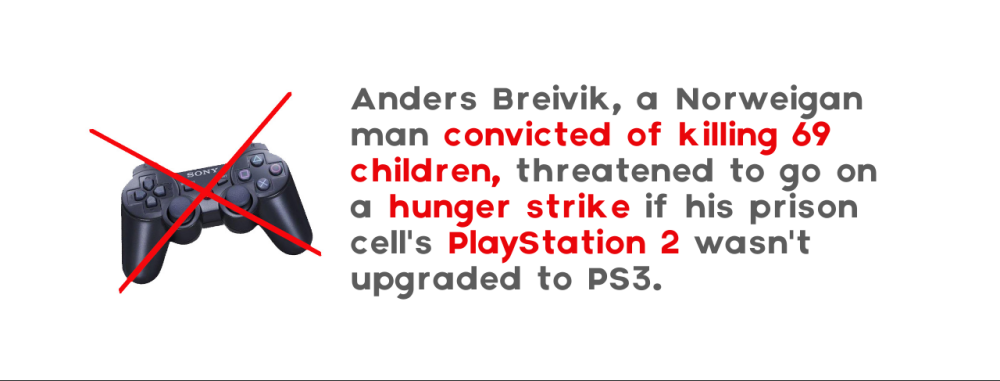 SONY
Anders Breivik, a Norweigan
man convicted of killing 69
children, threatened to go on
a hunger strike if his prison
cell's PlayStation 2 wasn't
upgraded to PS3.